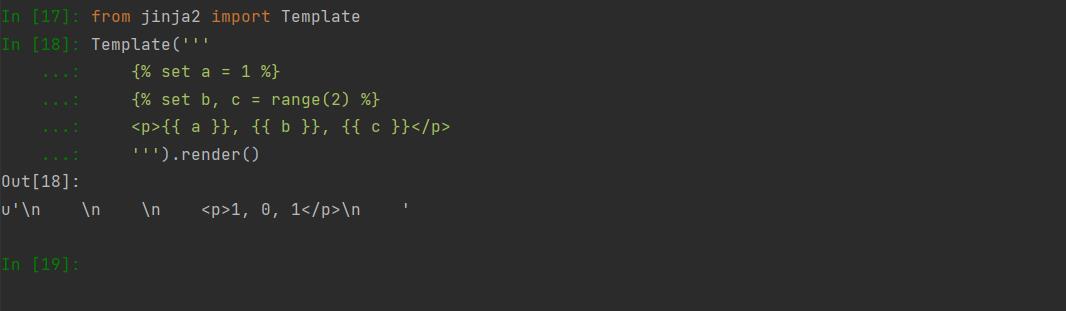 In [17]: from jinja2 import Template
In [18]: Template('''
    ...:     {% set a = 1 %}
    ...:     {% set b, c = range(2) %}
    ...:     <p>{{ a }}, {{ b }}, {{ c }}</p>
    ...:     ''').render()
Out[18]:
u'\n    \n    \n    <p>1, 0, 1</p>\n    '
In [19]: